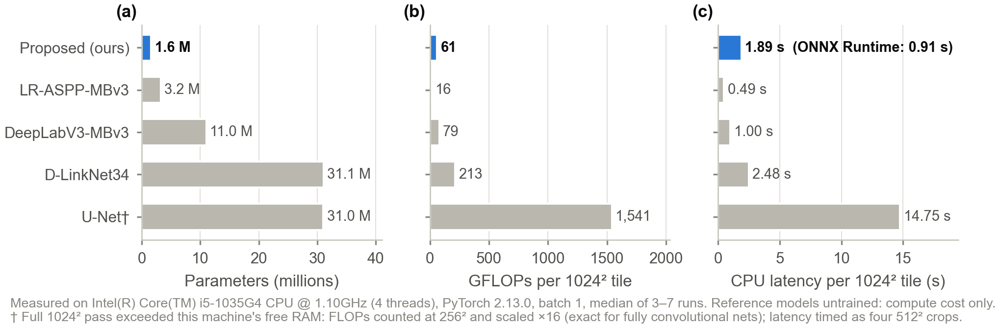 (a) (b) (c)
Proposed (ours) 1.6 M 61 1.89 s (ONNX Runtime: 0.91 s)
LR-ASPP-MBv3 3.2 M 16 0.49 s
DeepLabV3-MBv3 11.0 M 79 1.00 s
D-LinkNet34 31.1 M 213 2.48 s
U-Net† 31.0 M 1,541 14.75 s
0 10 20 30 40 0 500 1000 1500 2000 0 5 10 15
Parameters (millions) GFLOPs per 1024² tile CPU latency per 1024² tile (s)
Measured on Intel(R) Core(TM) i5-1035G4 CPU @ 1.10GHz (4 threads), PyTorch 2.13.0, batch 1, median of 3–7 runs. Reference models untrained: compute cost only.
† Full 1024² pass exceeded this machine's free RAM: FLOPs counted at 256² and scaled ×16 (exact for fully convolutional nets); latency timed as four 512² crops.